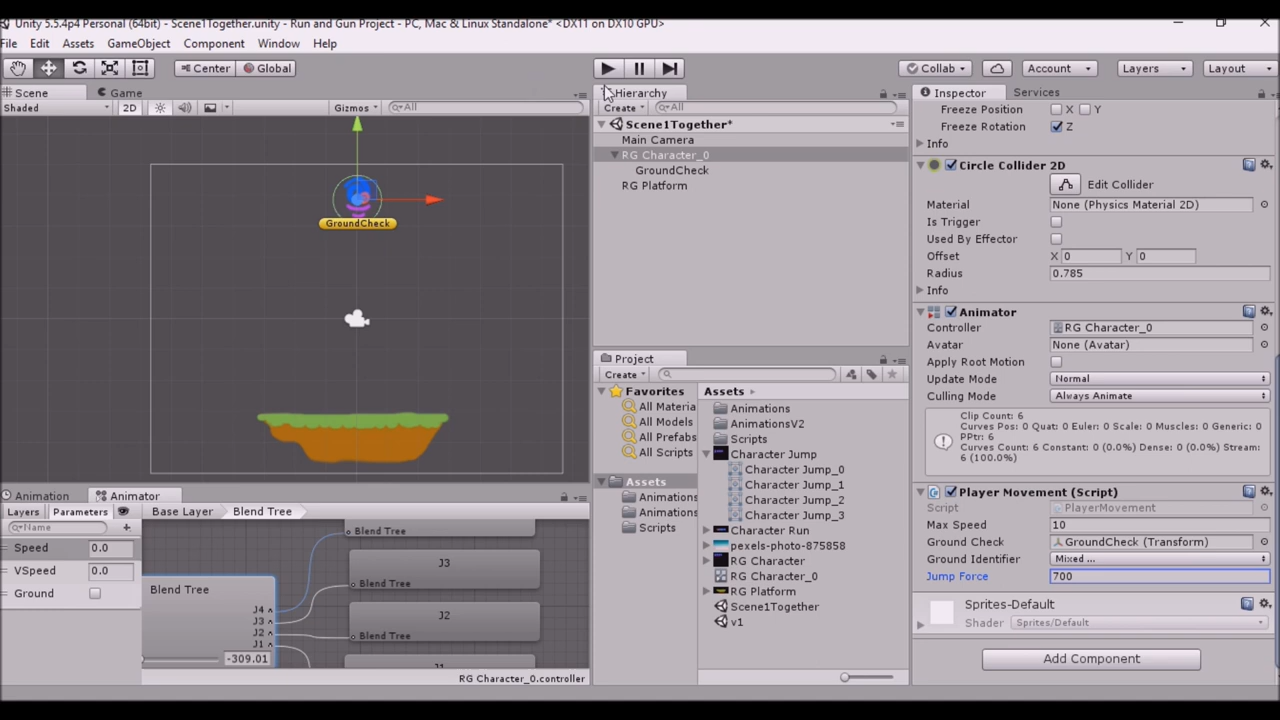 Unity 5.5.4p4 Personal (64bit) - Scene1Together.unity - Run and Gun Project - PC, Mac & Linux Standalone* <DX11 on DX10 GPU>
File Edit Assets GameObject Component Window Help
Center Global Collab Account Layers Layout
Scene Game
Shaded 2D Gizmos All
GroundCheck
Hierarchy
Create All
Scene1Together*
Main Camera
RG Character_0
GroundCheck
RG Platform
Animation Animator
Layers Parameters Base Layer Blend Tree
Name
Speed 0.0
VSpeed 0.0
Ground
Blend Tree
J4
J3
J2
J1
-309.01
Blend Tree
J3
Blend Tree
J2
Blend Tree
J1
RG Character_0.controller
Project
Create
Favorites
All Materia
All Models
All Prefabs
All Scripts
Assets
Animations
Animations
Scripts
Assets
Animations
AnimationsV2
Scripts
Character Jump
Character Jump_0
Character Jump_1
Character Jump_2
Character Jump_3
Character Run
pexels-photo-875858
RG Character
RG Character_0
RG Platform
Scene1Together
v1
Inspector Services
Freeze Position X Y
Freeze Rotation Z
Info
Circle Collider 2D
Edit Collider
Material None (Physics Material 2D)
Is Trigger
Used By Effector
Offset X 0 Y 0
Radius 0.785
Info
Animator
Controller RG Character_0
Avatar None (Avatar)
Apply Root Motion
Update Mode Normal
Culling Mode Always Animate
Clip Count: 6
Curves Pos: 0 Quat: 0 Euler: 0 Scale: 0 Muscles: 0 Generic: 0
PPtr: 6
Curves Count: 6 Constant: 0 (0.0%) Dense: 0 (0.0%) Stream:
6 (100.0%)
Player Movement (Script)
Script PlayerMovement
Max Speed 10
Ground Check GroundCheck (Transform)
Ground Identifier Mixed ...
Jump Force 700
Sprites-Default
Shader Sprites/Default
Add Component